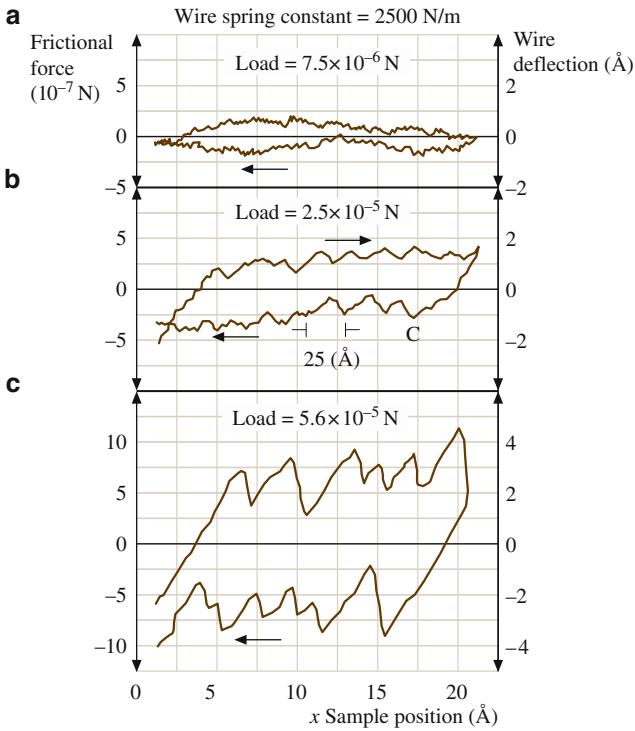 a
Wire spring constant = 2500 N/m
Frictional force (10⁻⁷ N)
Wire deflection (Å)
Load = 7.5×10⁻⁶ N
5
0
–5
2
0
–2
b
Load = 2.5×10⁻⁵ N
5
0
–5
2
0
–2
25 (Å)
C
c
Load = 5.6×10⁻⁵ N
10
5
0
–5
–10
4
2
0
–2
–4
0 5 10 15 20
x Sample position (Å)